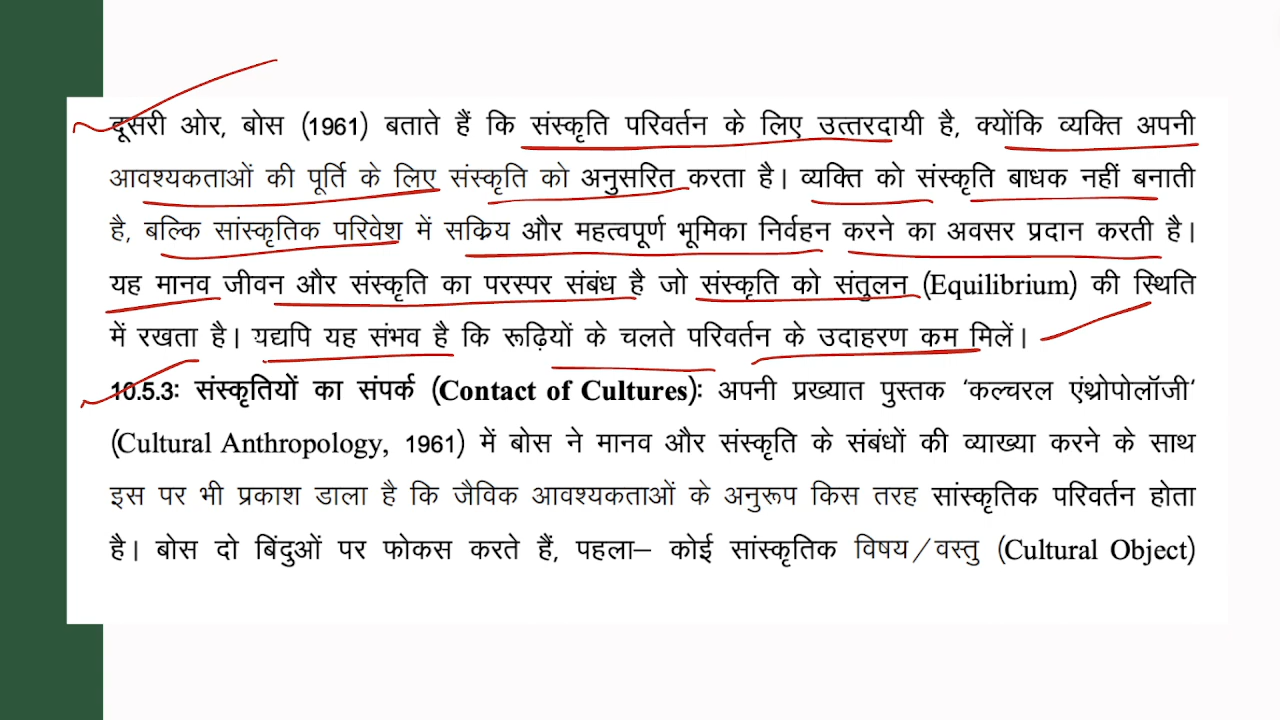 दूसरी ओर, बोस (1961) बताते हैं कि संस्कृति परिवर्तन के लिए उत्तरदायी है, क्योंकि व्यक्ति अपनी
आवश्यकताओं की पूर्ति के लिए संस्कृति को अनुसरित करता है। व्यक्ति को संस्कृति बाधक नहीं बनाती
है, बल्कि सांस्कृतिक परिवेश में सक्रिय और महत्वपूर्ण भूमिका निर्वहन करने का अवसर प्रदान करती है।
यह मानव जीवन और संस्कृति का परस्पर संबंध है जो संस्कृति को संतुलन (Equilibrium) की स्थिति
में रखता है। यद्यपि यह संभव है कि रूढ़ियों के चलते परिवर्तन के उदाहरण कम मिलें।
10.5.3: संस्कृतियों का संपर्क (Contact of Cultures): अपनी प्रख्यात पुस्तक 'कल्चरल एंथ्रोपोलॉजी'
(Cultural Anthropology, 1961) में बोस ने मानव और संस्कृति के संबंधों की व्याख्या करने के साथ
इस पर भी प्रकाश डाला है कि जैविक आवश्यकताओं के अनुरूप किस तरह सांस्कृतिक परिवर्तन होता
है। बोस दो बिंदुओं पर फोकस करते हैं, पहला– कोई सांस्कृतिक विषय/वस्तु (Cultural Object)